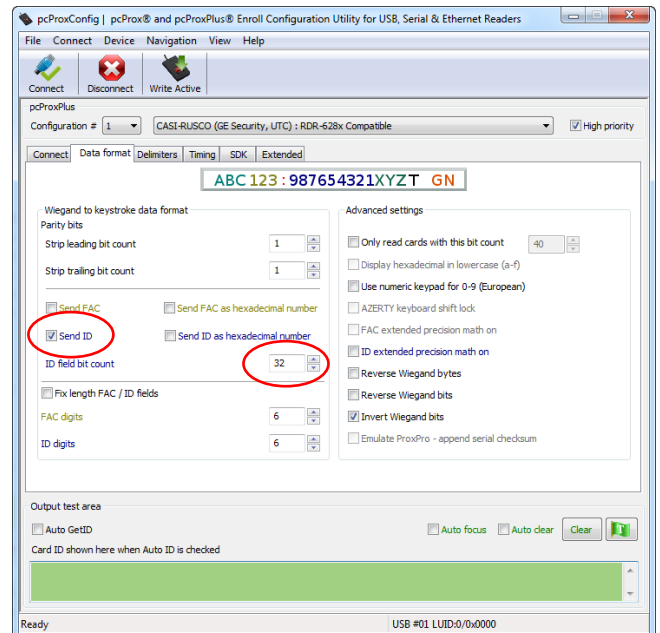 pcProxConfig | pcProx® and pcProxPlus® Enroll Configuration Utility for USB, Serial & Ethernet Readers
File Connect Device Navigation View Help
Connect Disconnect Write Active
pcProxPlus
Configuration # 1 CASI-RUSCO (GE Security, UTC) : RDR-628x Compatible High priority
Connect Data format Delimiters Timing SDK Extended
ABC123:987654321XYZT GN
Wiegand to keystroke data format
Parity bits
Strip leading bit count 1
Strip trailing bit count 1
Send FAC Send FAC as hexadecimal number
Send ID Send ID as hexadecimal number
ID field bit count 32
Fix length FAC / ID fields
FAC digits 6
ID digits 6
Advanced settings
Only read cards with this bit count 40
Display hexadecimal in lowercase (a-f)
Use numeric keypad for 0-9 (European)
AZERTY keyboard shift lock
FAC extended precision math on
ID extended precision math on
Reverse Wiegand bytes
Reverse Wiegand bits
Invert Wiegand bits
Emulate ProxPro - append serial checksum
Output test area
Auto GetID Auto focus Auto clear Clear
Card ID shown here when Auto ID is checked
Ready USB #01 LUID:0/0x0000